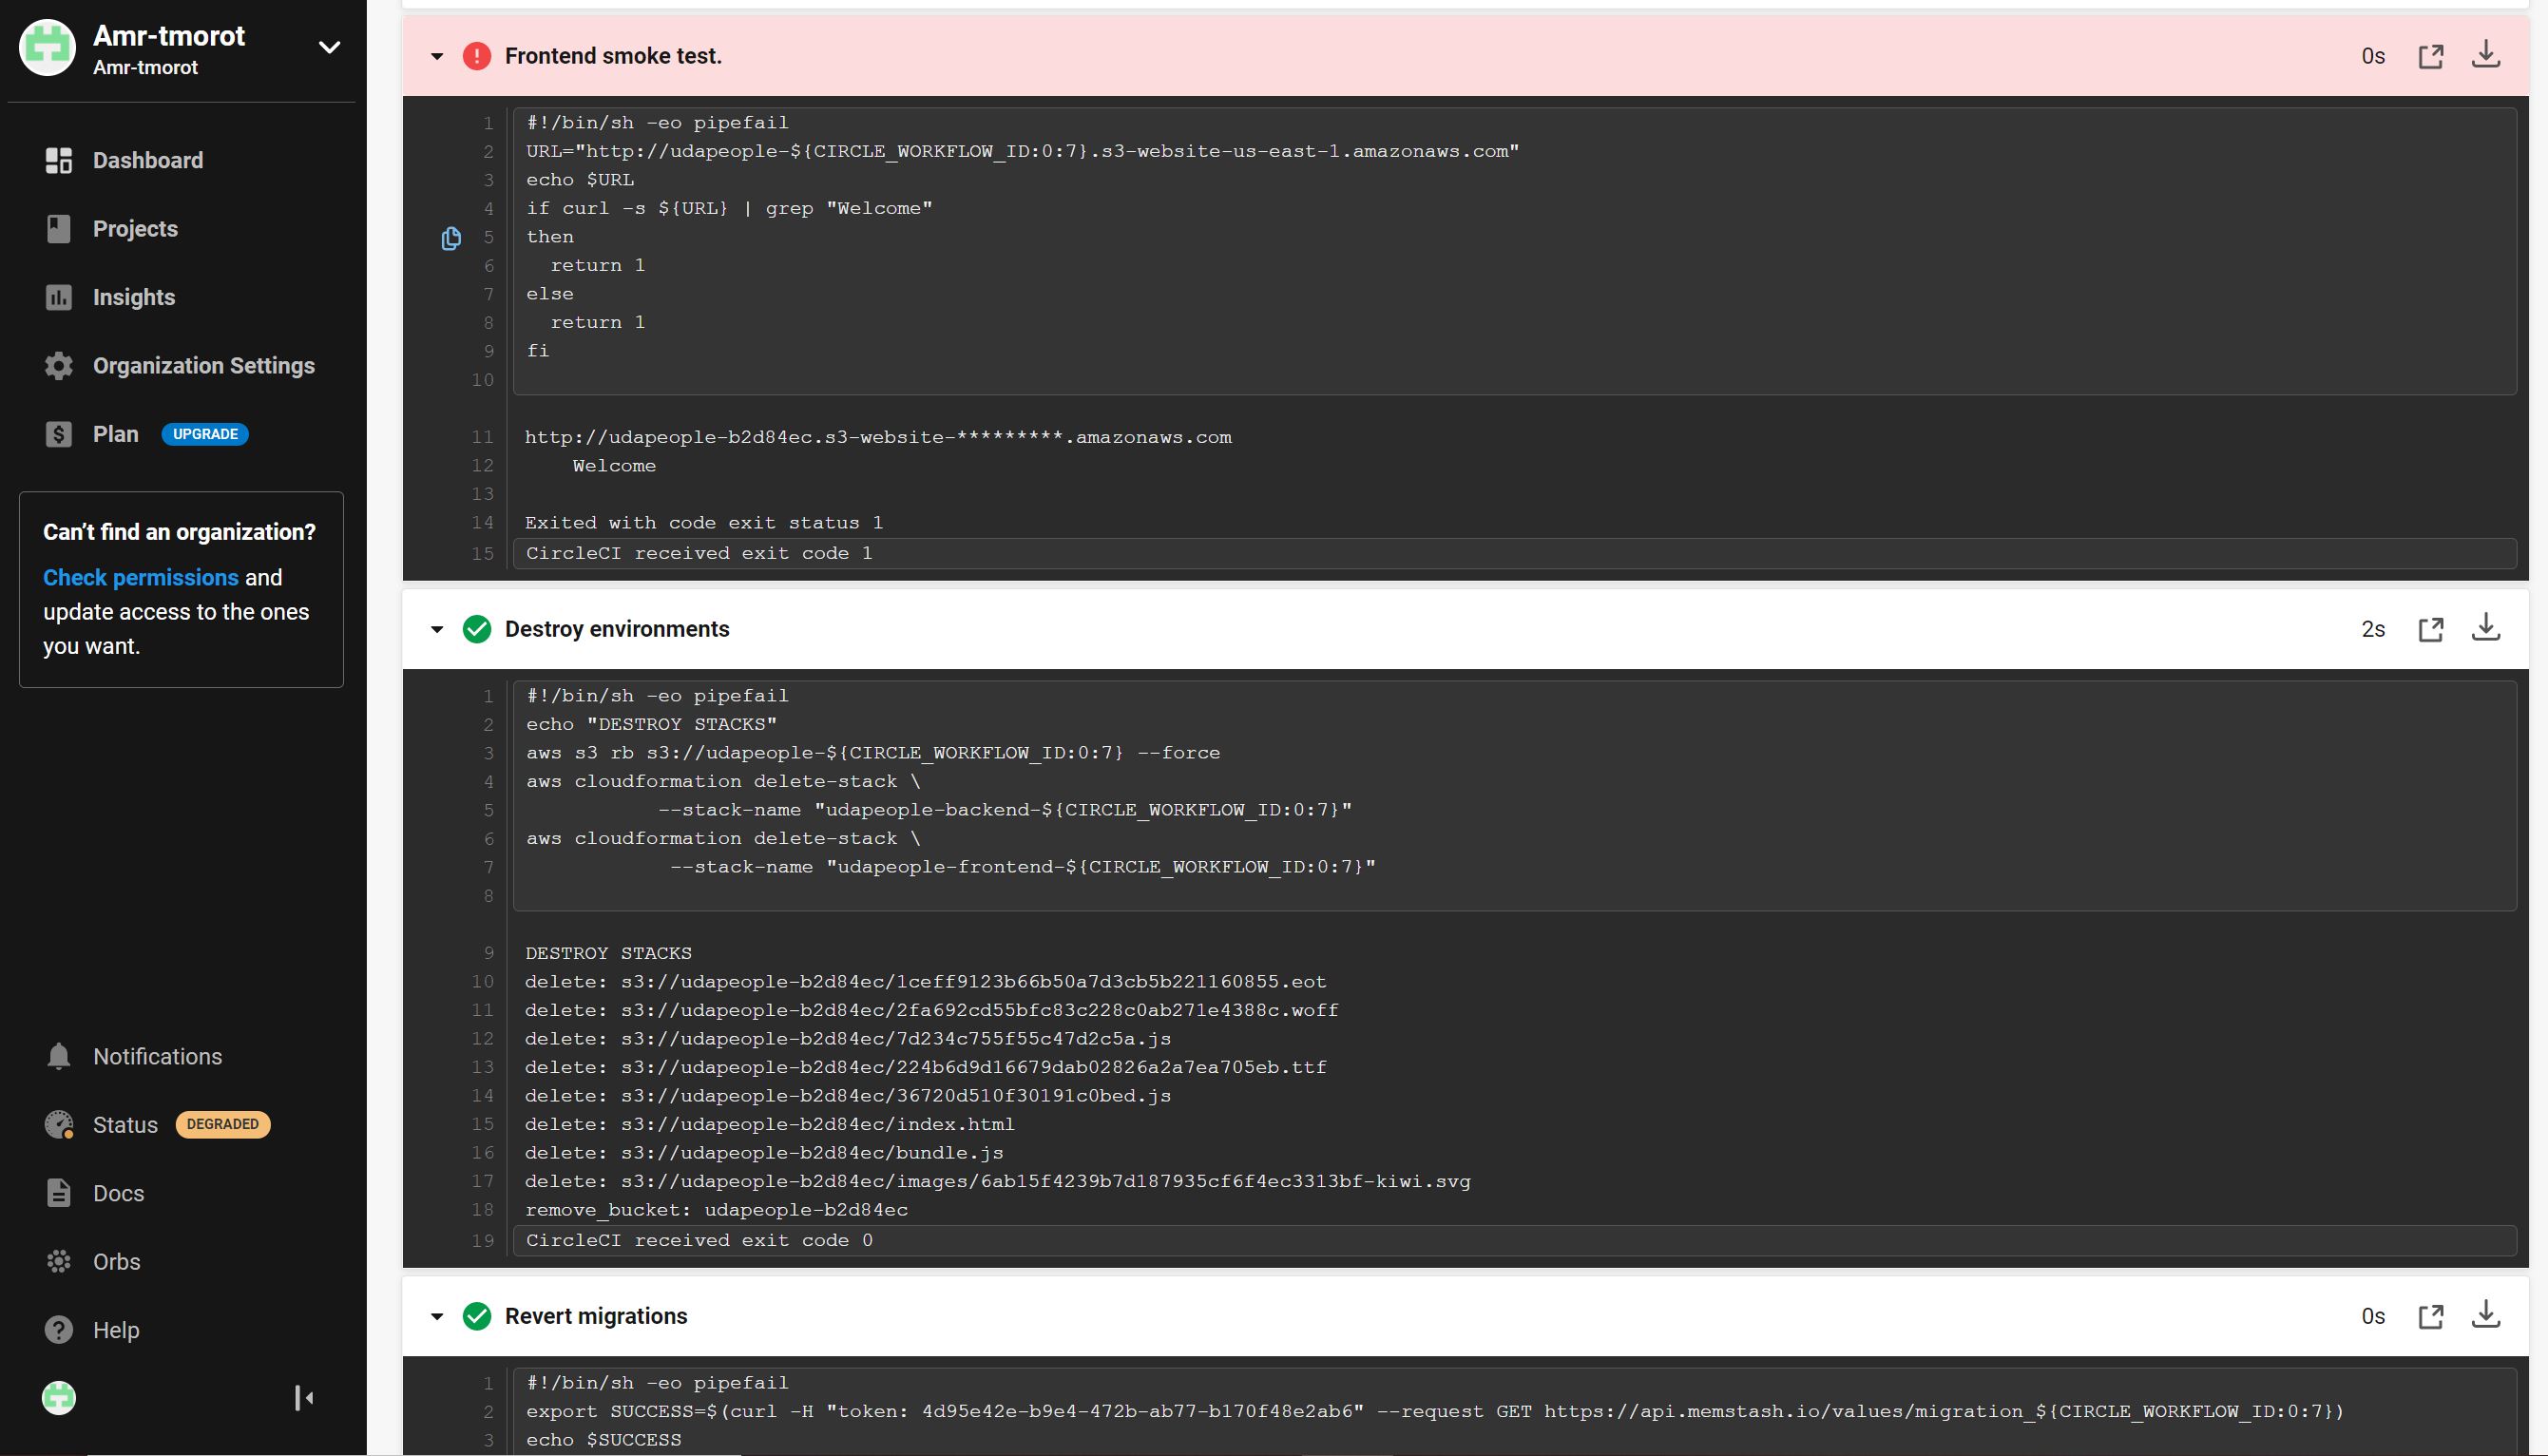 Amr-tmorot
Amr-tmorot
Dashboard
Projects
Insights
Organization Settings
Plan UPGRADE
Can't find an organization?
Check permissions and
update access to the ones
you want.
Notifications
Status DEGRADED
Docs
Orbs
Help
Frontend smoke test. 0s
1 #!/bin/sh -eo pipefail
2 URL="http://udapeople-${CIRCLE_WORKFLOW_ID:0:7}.s3-website-us-east-1.amazonaws.com"
3 echo $URL
4 if curl -s ${URL} | grep "Welcome"
5 then
6   return 1
7 else
8   return 1
9 fi
10
11 http://udapeople-b2d84ec.s3-website-*********.amazonaws.com
12     Welcome
13
14 Exited with code exit status 1
15 CircleCI received exit code 1
Destroy environments 2s
1 #!/bin/sh -eo pipefail
2 echo "DESTROY STACKS"
3 aws s3 rb s3://udapeople-${CIRCLE_WORKFLOW_ID:0:7} --force
4 aws cloudformation delete-stack \
5            --stack-name "udapeople-backend-${CIRCLE_WORKFLOW_ID:0:7}"
6 aws cloudformation delete-stack \
7             --stack-name "udapeople-frontend-${CIRCLE_WORKFLOW_ID:0:7}"
8
9 DESTROY STACKS
10 delete: s3://udapeople-b2d84ec/1ceff9123b66b50a7d3cb5b221160855.eot
11 delete: s3://udapeople-b2d84ec/2fa692cd55bfc83c228c0ab271e4388c.woff
12 delete: s3://udapeople-b2d84ec/7d234c755f55c47d2c5a.js
13 delete: s3://udapeople-b2d84ec/224b6d9d16679dab02826a2a7ea705eb.ttf
14 delete: s3://udapeople-b2d84ec/36720d510f30191c0bed.js
15 delete: s3://udapeople-b2d84ec/index.html
16 delete: s3://udapeople-b2d84ec/bundle.js
17 delete: s3://udapeople-b2d84ec/images/6ab15f4239b7d187935cf6f4ec3313bf-kiwi.svg
18 remove_bucket: udapeople-b2d84ec
19 CircleCI received exit code 0
Revert migrations 0s
1 #!/bin/sh -eo pipefail
2 export SUCCESS=$(curl -H "token: 4d95e42e-b9e4-472b-ab77-b170f48e2ab6" --request GET https://api.memstash.io/values/migration_${CIRCLE_WORKFLOW_ID:0:7})
3 echo $SUCCESS